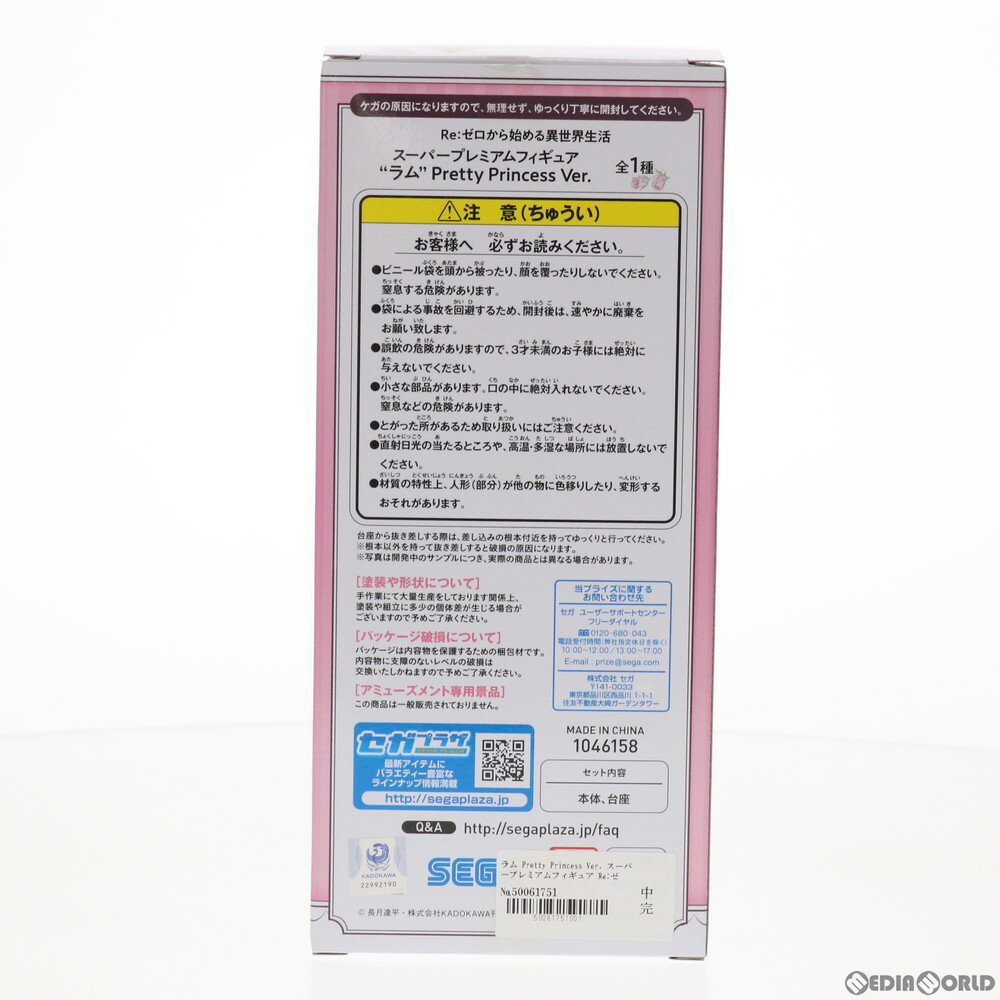 ケガの原因になりますので、無理せず、ゆっくり丁寧に開封してください。
Re:ゼロから始める異世界生活
スーパープレミアムフィギュア
“ラム” Pretty Princess Ver.
全1種
⚠注 意(ちゅうい)
お客様へ 必ずお読みください。
●ビニール袋を頭から被ったり、顔を覆ったりしないでください。
窒息する危険があります。
●袋による事故を回避するため、開封後は、速やかに廃棄を
お願い致します。
●誤飲の危険がありますので、3才未満のお子様には絶対に
与えないでください。
●小さな部品があります。口の中に絶対入れないでください。
窒息などの危険があります。
●とがった所があるため取り扱いにはご注意ください。
●直射日光の当たるところや、高温・多湿な場所には放置しないで
ください。
●材質の特性上、人形(部分)が他の物に色移りしたり、変形する
おそれがあります。
台座から抜き差しする際は、差し込みの根本付近を持ってゆっくりと行ってください。
※根本以外を持って抜き差しすると破損の原因になります。
※写真は開発中のサンプルにつき、実際の商品とは異なる場合があります。
[塗装や形状について]
手作業にて大量生産をしております関係上、
塗装や組立に多少の個体差が生じる場合が
ございますので予めご了承ください。
[パッケージ破損について]
パッケージは内容物を保護するための梱包材です。
内容物に支障のないレベルの破損は
交換いたしかねますので予めご了承ください。
[アミューズメント専用景品]
この商品は一般販売されておりません。
当プライズに関する
お問い合わせ先
セガ ユーザーサポートセンター
フリーダイヤル
0120-680-043
電話受付時間(弊社指定休日を除く)
10:00~12:00/13:00~17:00
E-mail : prize@sega.com
株式会社 セガ
〒141-0033
東京都品川区西品川 1-1-1
住友不動産大崎ガーデンタワー
セガプラザ
SEGA PLAZA
最新アイテムに
バラエティー豊富な
ラインナップ情報満載
http://segaplaza.jp
MADE IN CHINA
1046158
セット内容
本体、台座
Q&A http://segaplaza.jp/faq
KADOKAWA
22992190
SEG
ラム Pretty Princess Ver. スーパ
ープレミアムフィギュア Re:ゼ
No.50061751
中
完
50061751001
© 長月達平・株式会社KADOKAWA刊
MEDIAWORLD